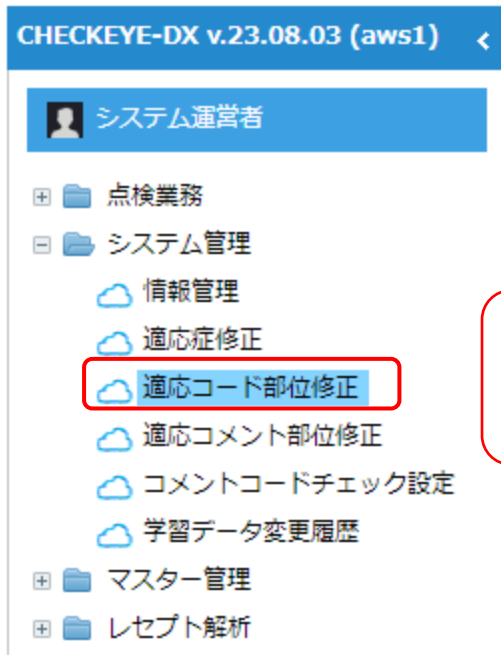 CHECKEYE-DX v.23.08.03 (aws1)
システム運営者
点検業務
システム管理
情報管理
適応症修正
適応コード部位修正
適応コメント部位修正
コメントコードチェック設定
学習データ変更履歴
マスター管理
レセプト解析